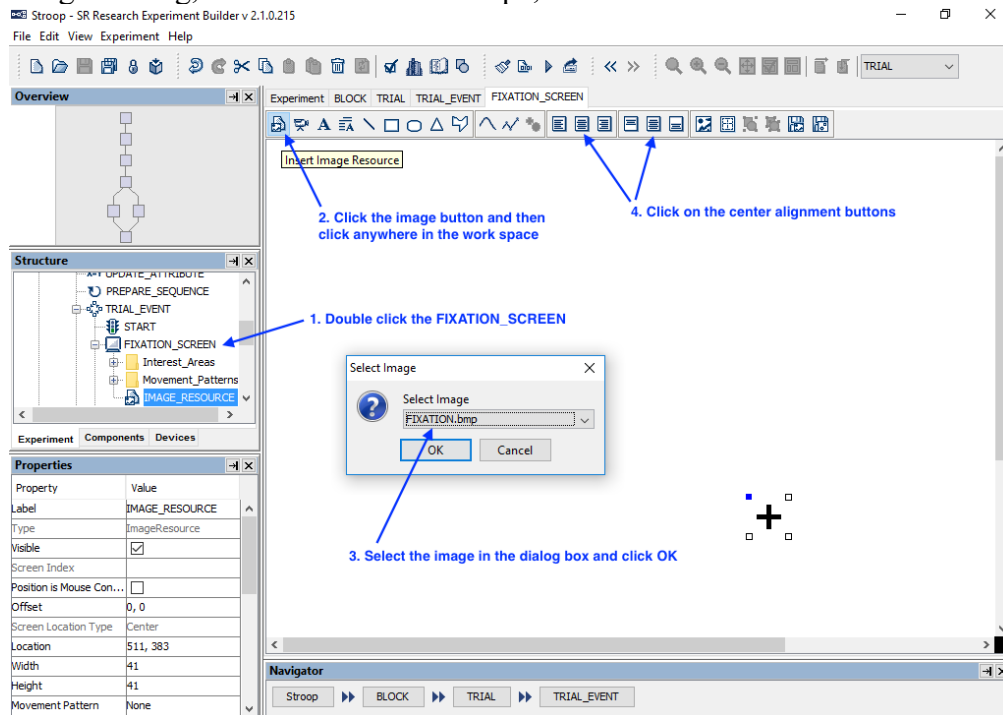 Stroop - SR Research Experiment Builder v 2.1.0.215
File Edit View Experiment Help
TRIAL
Overview
Experiment BLOCK TRIAL TRIAL_EVENT FIXATION_SCREEN
Insert Image Resource
2. Click the image button and then
click anywhere in the work space
4. Click on the center alignment buttons
Structure
UPDATE_ATTRIBUTE
PREPARE_SEQUENCE
TRIAL_EVENT
START
FIXATION_SCREEN
Interest_Areas
Movement_Patterns
IMAGE_RESOURCE
1. Double click the FIXATION_SCREEN
Select Image
Select Image
FIXATION.bmp
OK Cancel
3. Select the image in the dialog box and click OK
Experiment Components Devices
Properties
Property Value
Label IMAGE_RESOURCE
Type ImageResource
Visible
Screen Index
Position is Mouse Con...
Offset 0, 0
Screen Location Type Center
Location 511, 383
Width 41
Height 41
Movement Pattern None
Navigator
Stroop BLOCK TRIAL TRIAL_EVENT